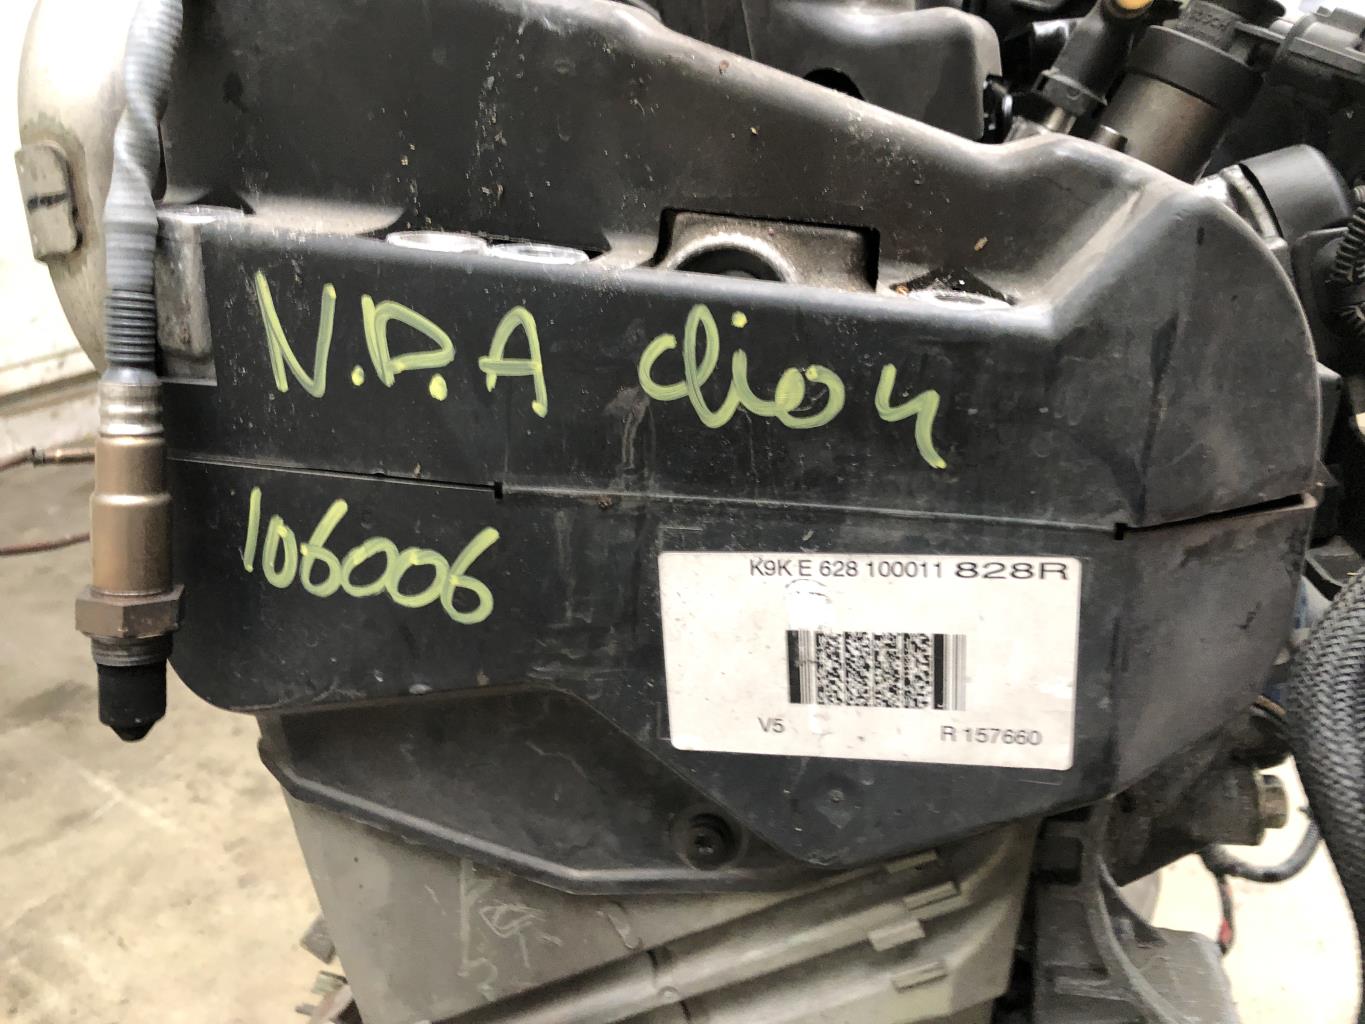 N.P.A clio 4
106006
K9K E 628 100011 828R
V5 R 157660